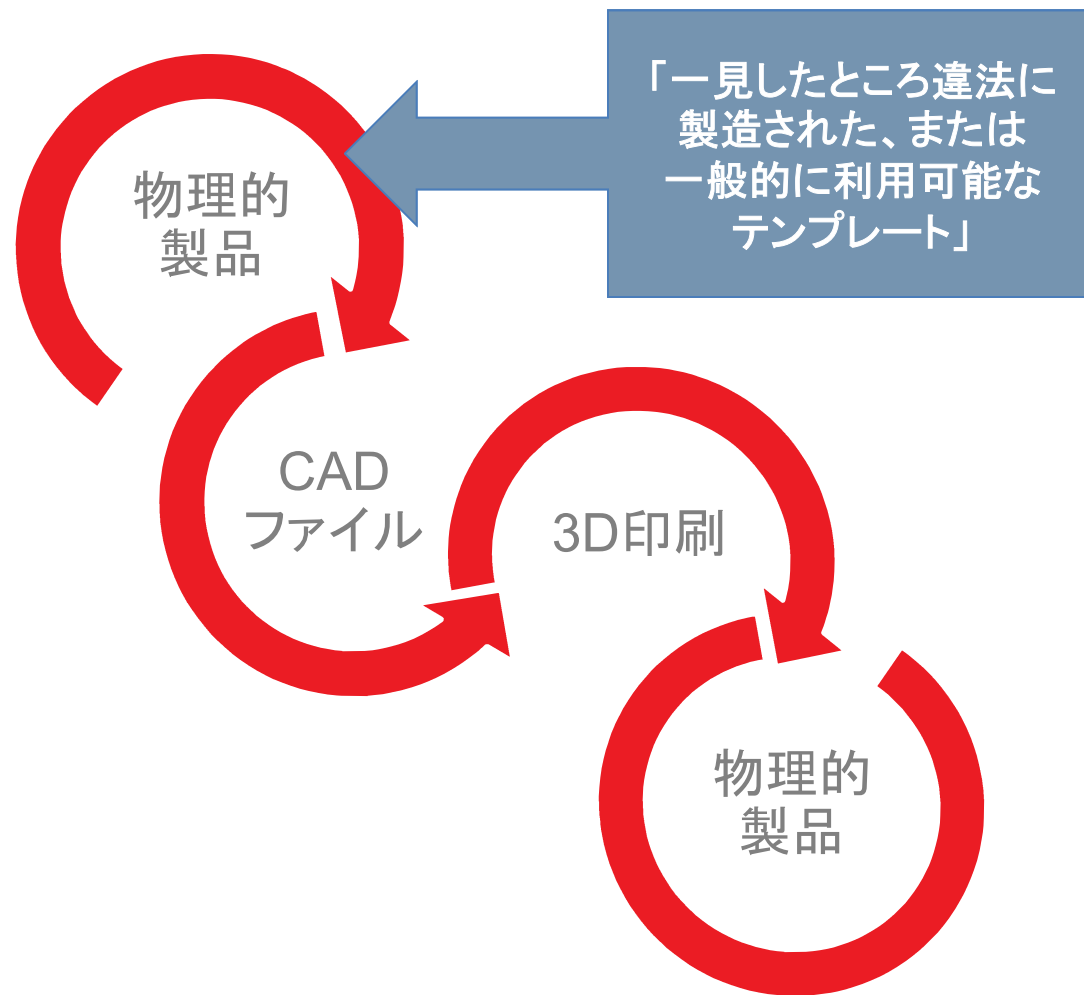 「一見したところ違法に
製造された、または
一般的に利用可能な
テンプレート」
物理的
製品
CAD
ファイル
3D印刷
物理的
製品